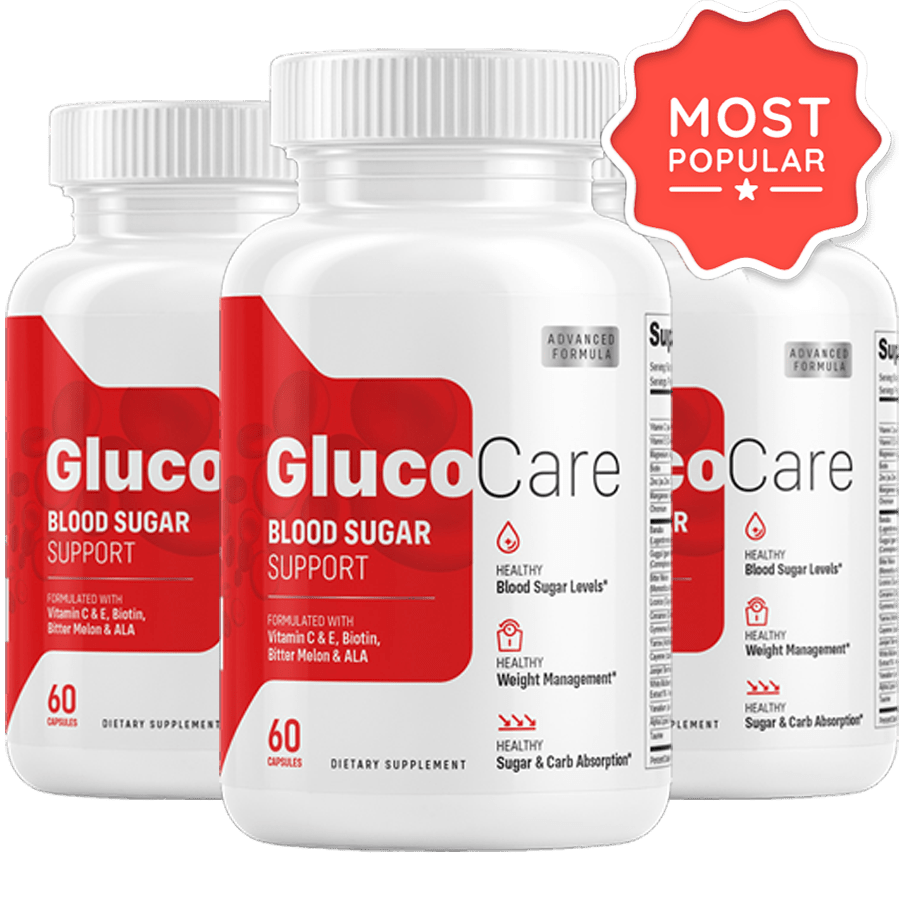 MOST
POPULAR
Gluco
BLOOD SUGAR
SUPPORT
FORMULATED WITH
Vitamin C & E, Biotin,
Bitter Melon & ALA
60
CAPSULES
DIETARY SUPPLEMENT
ADVANCED
FORMULA
GlucoCare
BLOOD SUGAR
SUPPORT
FORMULATED WITH
Vitamin C & E, Biotin,
Bitter Melon & ALA
60
CAPSULES
DIETARY SUPPLEMENT
HEALTHY
Blood Sugar Levels*
HEALTHY
Weight Management*
HEALTHY
Sugar & Carb Absorption*
ADVANCED
FORMULA
Care
HEALTHY
Blood Sugar Levels*
HEALTHY
Weight Management*
HEALTHY
Sugar & Carb Absorption*